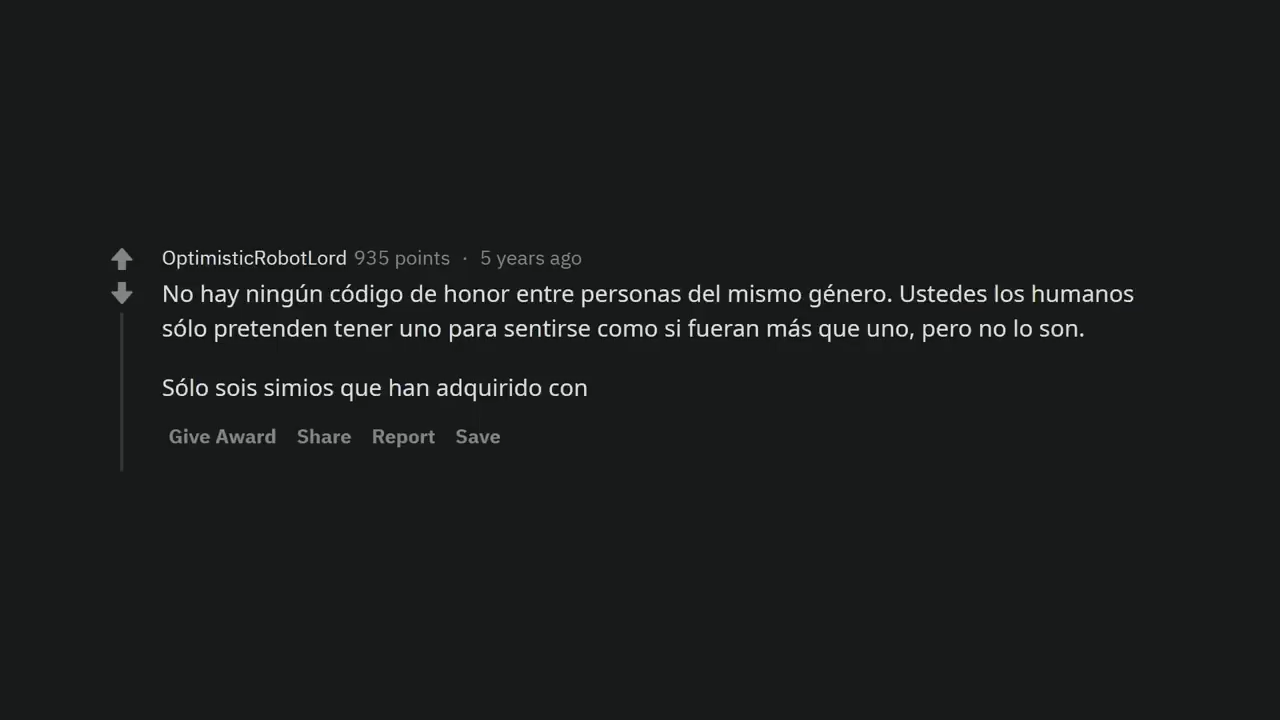 OptimisticRobotLord 935 points · 5 years ago
No hay ningún código de honor entre personas del mismo género. Ustedes los humanos
sólo pretenden tener uno para sentirse como si fueran más que uno, pero no lo son.
Sólo sois simios que han adquirido con
Give Award Share Report Save